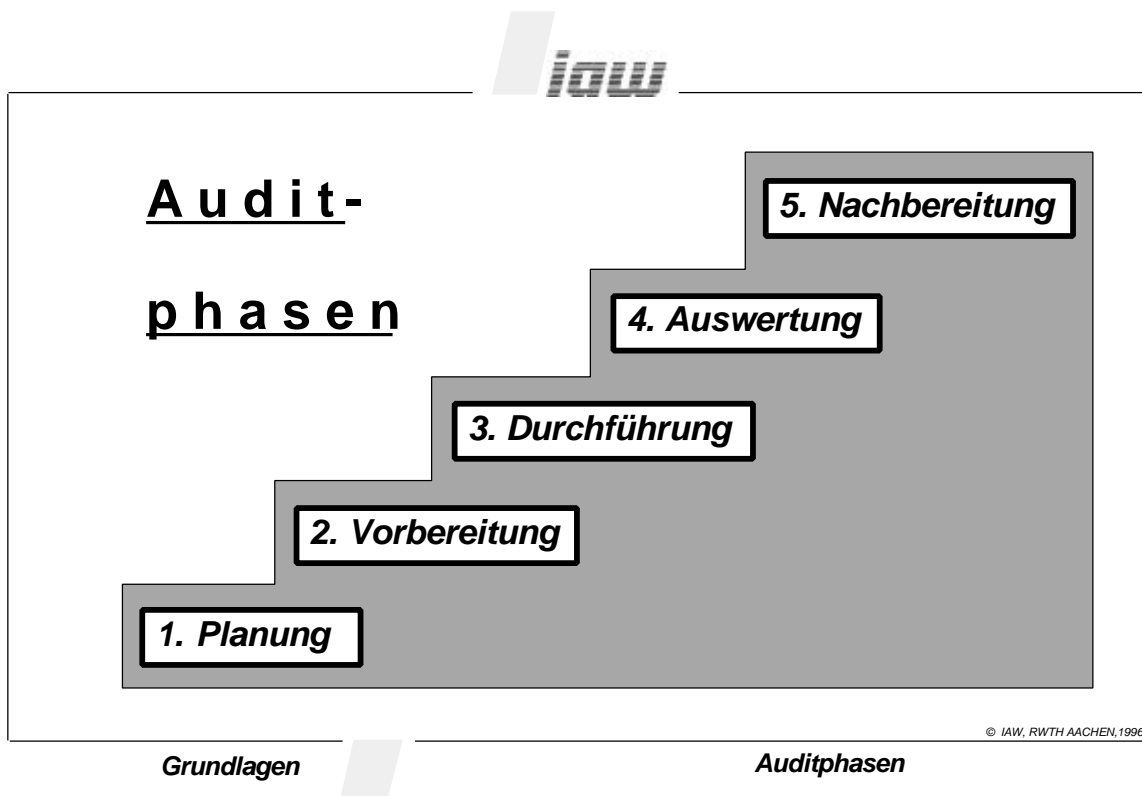 iaw
Audit-
phasen
5. Nachbereitung
4. Auswertung
3. Durchführung
2. Vorbereitung
1. Planung
© IAW, RWTH AACHEN,1996
Grundlagen
Auditphasen